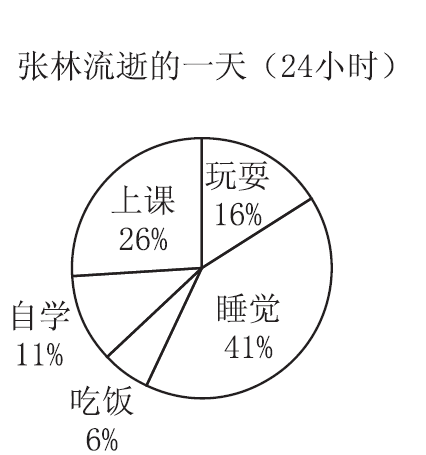 张林流逝的一天（24小时）
玩耍
16%
上课
26%
睡觉
41%
自学
11%
吃饭
6%